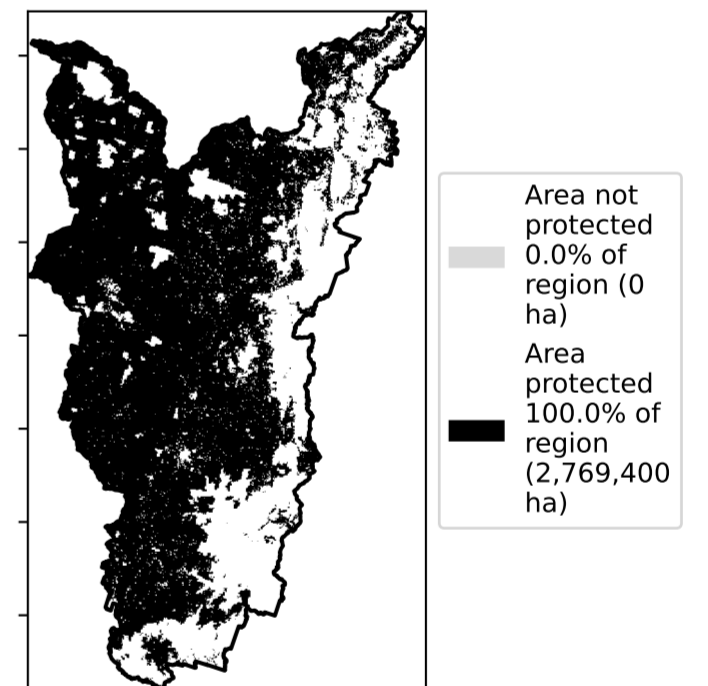 Area not
protected
0.0% of
region (0
ha)
Area
protected
100.0% of
region
(2,769,400
ha)